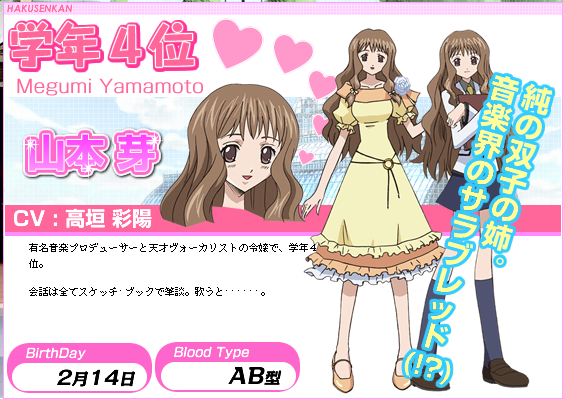 HAKUSENKAN
学年4位
Megumi Yamamoto
山本 芽
CV：高垣 彩陽
有名音楽プロデューサーと天才ヴォーカリストの令嬢で、学年4
位。
会話は全てスケッチ・ブックで筆談。歌うと‥‥‥。
BirthDay
2月14日
Blood Type
AB型
純の双子の姉。
音楽界のサラブレッド(!?)